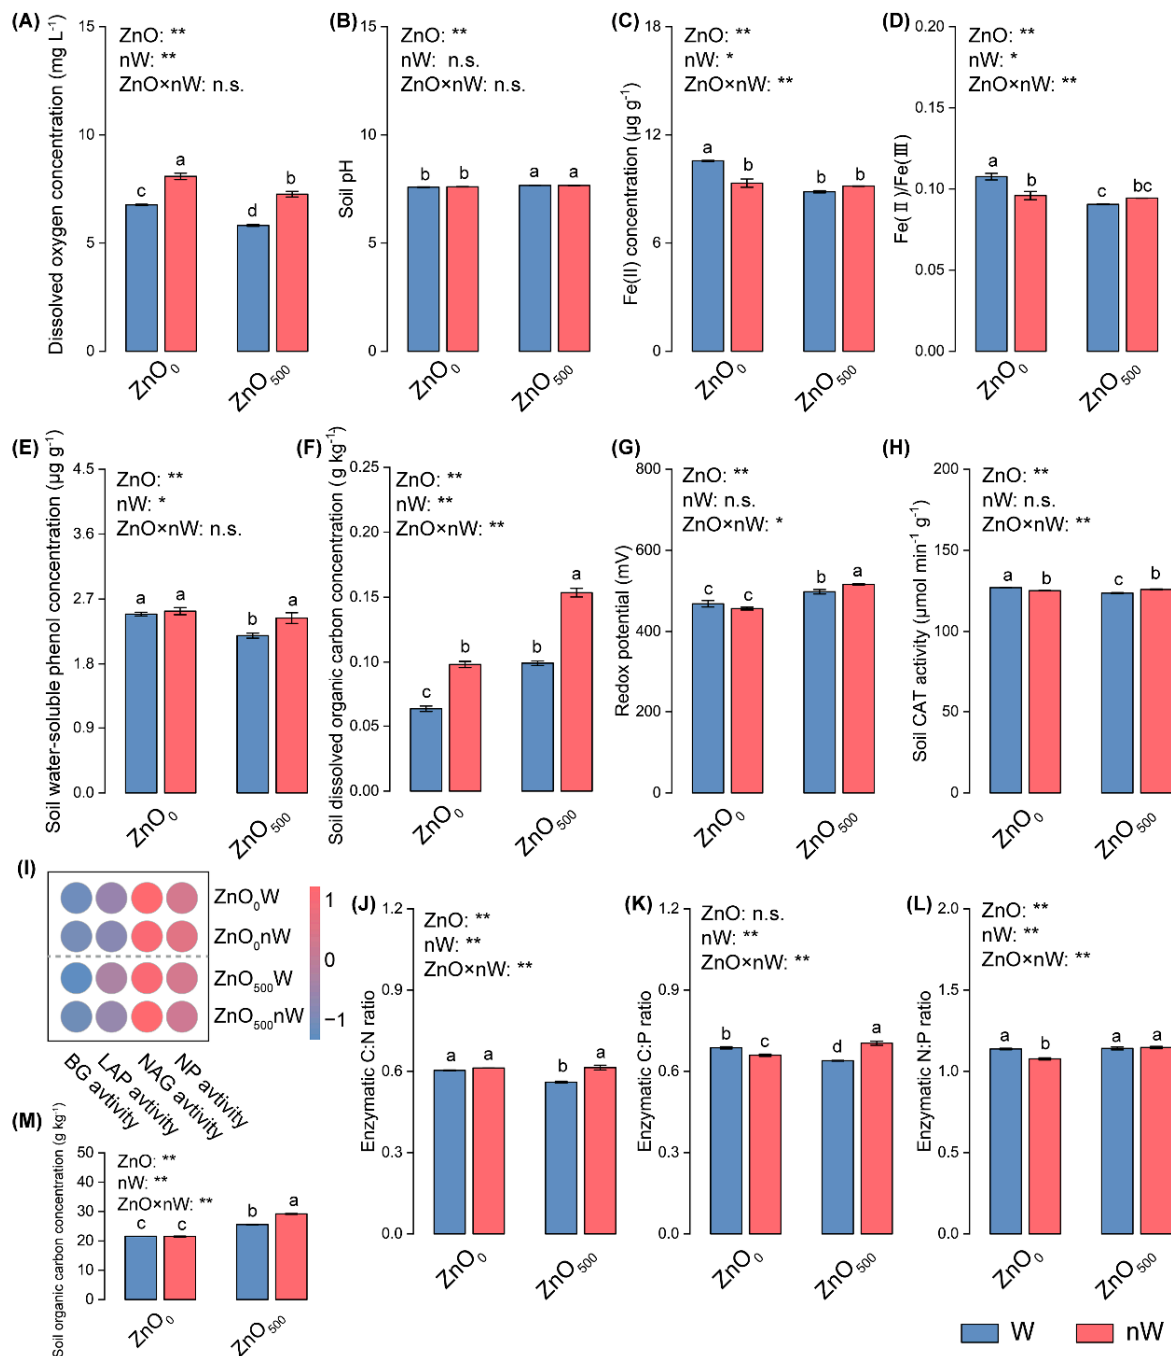 (A)
Dissolved oxygen concentration (mg L⁻¹)
15
10
5
0
ZnO: **
nW: **
ZnO×nW: n.s.
c
a
d
b
ZnO₀
ZnO₅₀₀
(B)
Soil pH
15
10
5
0
ZnO: **
nW: n.s.
ZnO×nW: n.s.
b
b
a
a
ZnO₀
ZnO₅₀₀
(C)
Fe(II) concentration (µg g⁻¹)
18
12
6
0
ZnO: **
nW: *
ZnO×nW: **
a
b
b
b
ZnO₀
ZnO₅₀₀
(D)
Fe(Ⅱ)/Fe(Ⅲ)
0.20
0.15
0.10
0.05
0.00
ZnO: **
nW: *
ZnO×nW: **
a
b
c
bc
ZnO₀
ZnO₅₀₀
(E)
Soil water-soluble phenol concentration (µg g⁻¹)
4.5
3.6
2.7
1.8
0.9
0.0
ZnO: **
nW: *
ZnO×nW: n.s.
a
a
b
a
ZnO₀
ZnO₅₀₀
(F)
Soil dissolved organic carbon concentration (g kg⁻¹)
0.25
0.20
0.15
0.10
0.05
0.00
ZnO: **
nW: **
ZnO×nW: **
c
b
b
a
ZnO₀
ZnO₅₀₀
(G)
Redox potential (mV)
800
600
400
200
0
ZnO: **
nW: n.s.
ZnO×nW: *
c
c
b
a
ZnO₀
ZnO₅₀₀
(H)
Soil CAT activity (µmol min⁻¹ g⁻¹)
200
150
100
50
0
ZnO: **
nW: n.s.
ZnO×nW: **
a
b
c
b
ZnO₀
ZnO₅₀₀
(I)
ZnO₀W
ZnO₀nW
ZnO₅₀₀W
ZnO₅₀₀nW
1
0
−1
BG avtivity
LAP avtivity
NAG avtivity
NP avtivity
(J)
Enzymatic C:N ratio
1.2
0.9
0.6
0.3
0.0
ZnO: **
nW: **
ZnO×nW: **
a
a
b
a
ZnO₀
ZnO₅₀₀
(K)
Enzymatic C:P ratio
1.2
0.9
0.6
0.3
0.0
ZnO: n.s.
nW: **
ZnO×nW: **
b
c
d
a
ZnO₀
ZnO₅₀₀
(L)
Enzymatic N:P ratio
2.0
1.5
1.0
0.5
0.0
ZnO: **
nW: **
ZnO×nW: **
a
b
a
a
ZnO₀
ZnO₅₀₀
(M)
Soil organic carbon concentration (g kg⁻¹)
50
40
30
20
10
0
ZnO: **
nW: **
ZnO×nW: **
c
c
b
a
ZnO₀
ZnO₅₀₀
W
nW